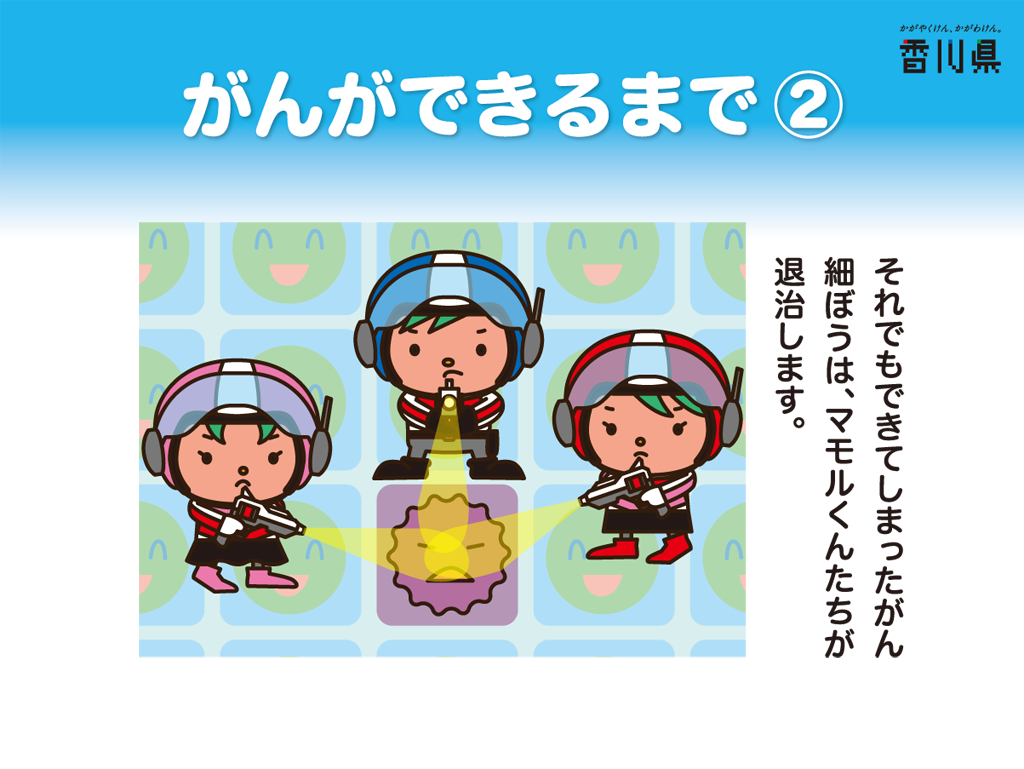 かがやくけん、かがわけん。
香川県
がんができるまで②
それでもできてしまったがん
細ぼうは、マモルくんたちが
退治します。